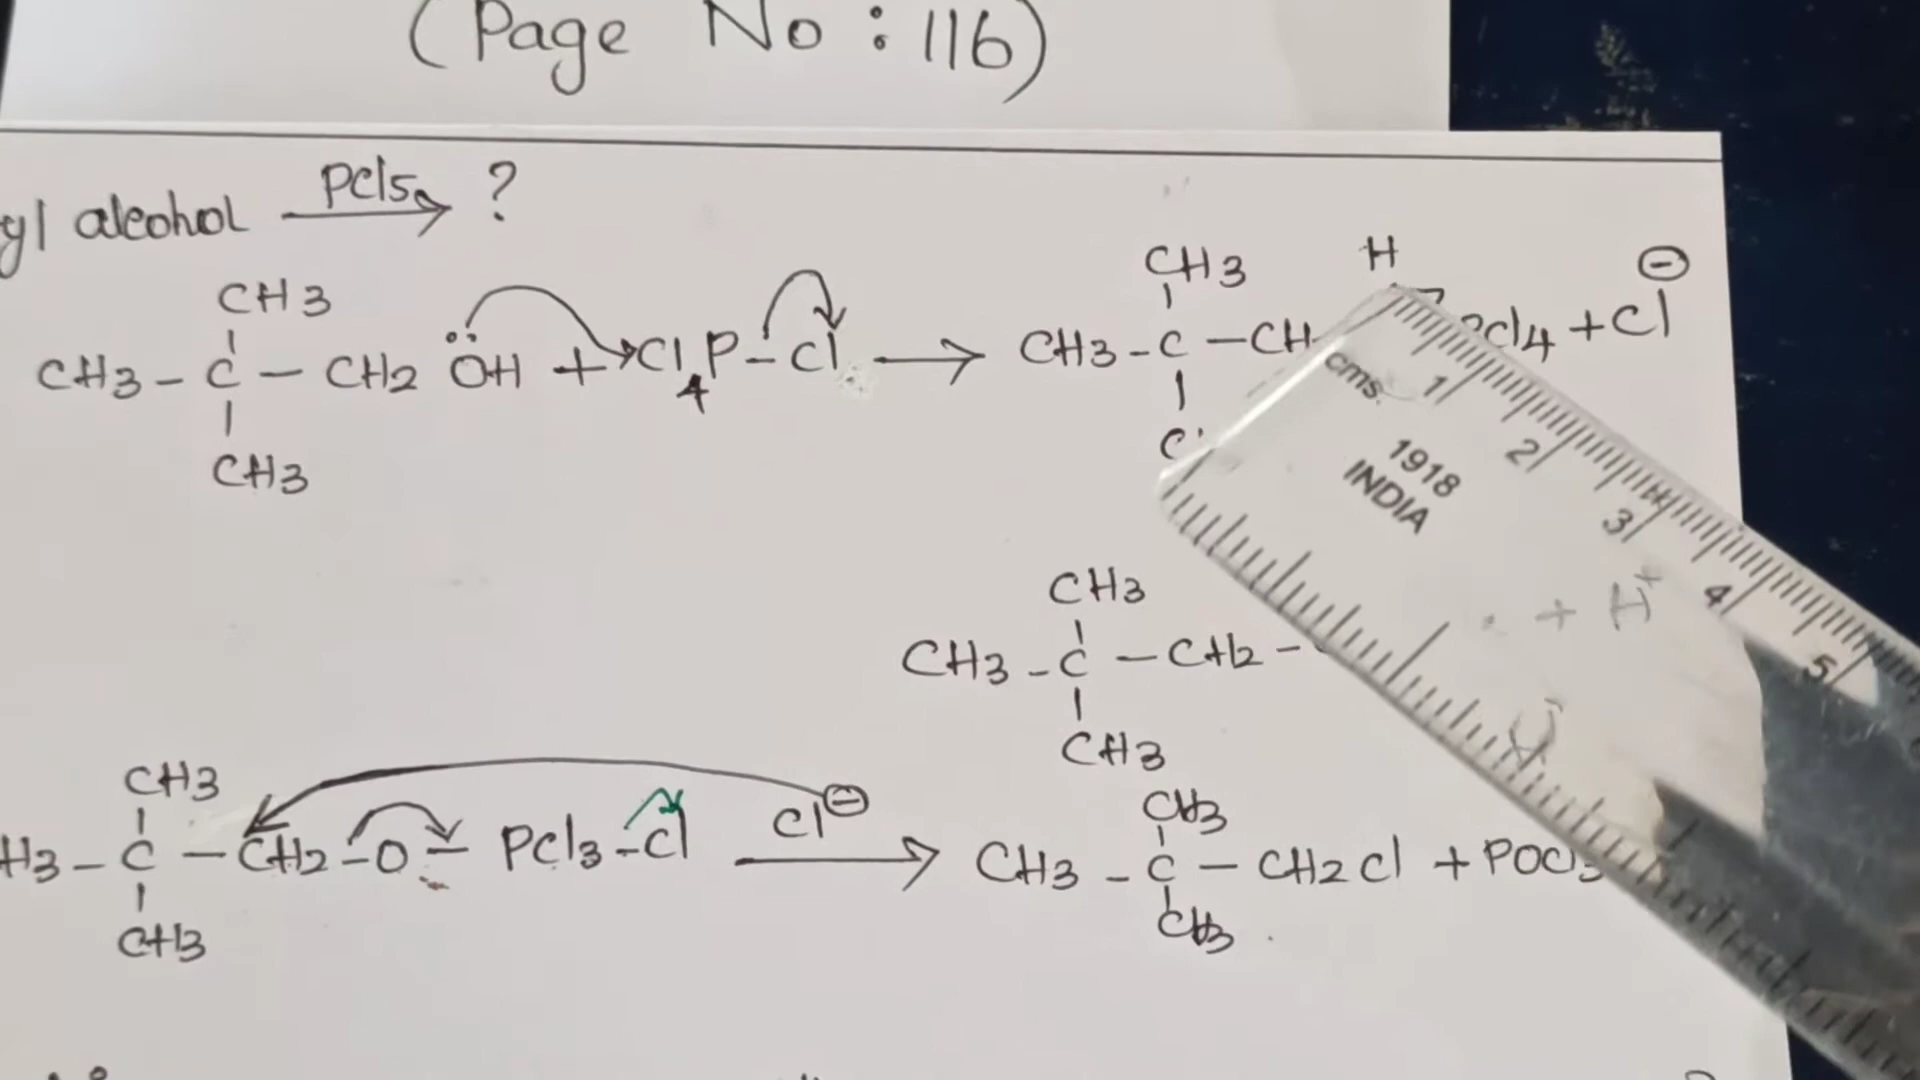 (Page No : 116)
yl alcohol PCl5 ?
CH3 CH3 H ⊖
CH3 - C - CH2 ÖH + Cl4P - Cl → CH3 - C - CH PCl4 + Cl
CH3 C
cms. 1 2 3 4 5
1918
INDIA
+ H
CH3
CH3 - C - CH2 -
CH3
CH3 Cl⊖ CH3
H3 - C - CH2 - O - PCl3 - Cl → CH3 - C - CH2Cl + POCl3
CH3 CH3